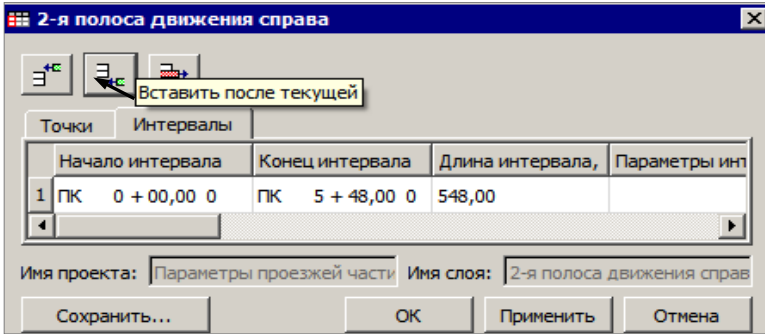 2-я полоса движения справа
Вставить после текущей
Точки Интервалы
Начало интервала Конец интервала Длина интервала, Параметры инт
1 ПК 0 + 00,00 0 ПК 5 + 48,00 0 548,00
Имя проекта: Параметры проезжей части Имя слоя: 2-я полоса движения справ
Сохранить... ОК Применить Отмена